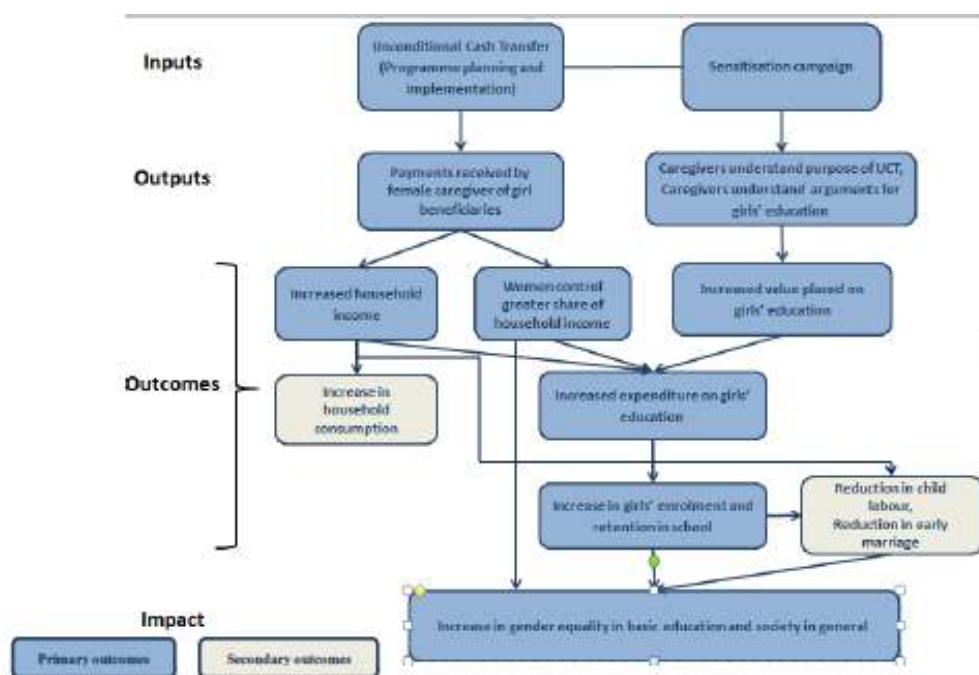 Inputs
Unconditional Cash Transfer
(Programme planning and
implementation)
Sensitisation campaign
Outputs
Payments received by
female caregiver of girl
beneficiaries
Caregivers understand purpose of UCT,
Caregivers understand arguments for
girls' education
Increased household
income
Women control
greater share of
household income
Increased value placed on
girls' education
Outcomes
Increase in
household
consumption
Increased expenditure on girls'
education
Increase in girls' enrolment and
retention in school
Reduction in child
labour,
Reduction in early
marriage
Impact
Increase in gender equality in basic education and society in general
Primary outcomes
Secondary outcomes